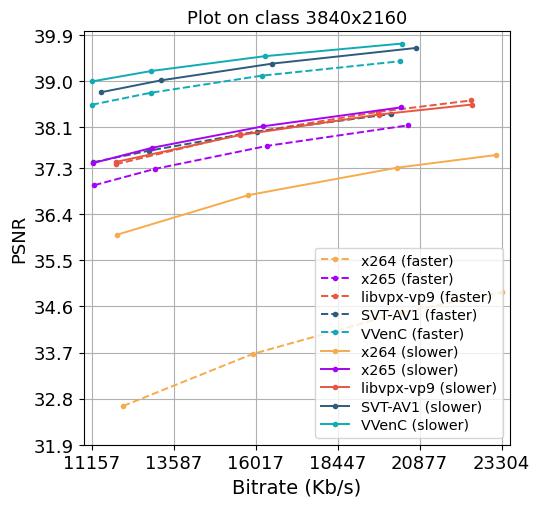 Plot on class 3840x2160
39.9
39.0
38.1
37.3
36.4
35.5
34.6
33.7
32.8
31.9
PSNR
x264 (faster)
x265 (faster)
libvpx-vp9 (faster)
SVT-AV1 (faster)
VVenC (faster)
x264 (slower)
x265 (slower)
libvpx-vp9 (slower)
SVT-AV1 (slower)
VVenC (slower)
11157 13587 16017 18447 20877 23304
Bitrate (Kb/s)